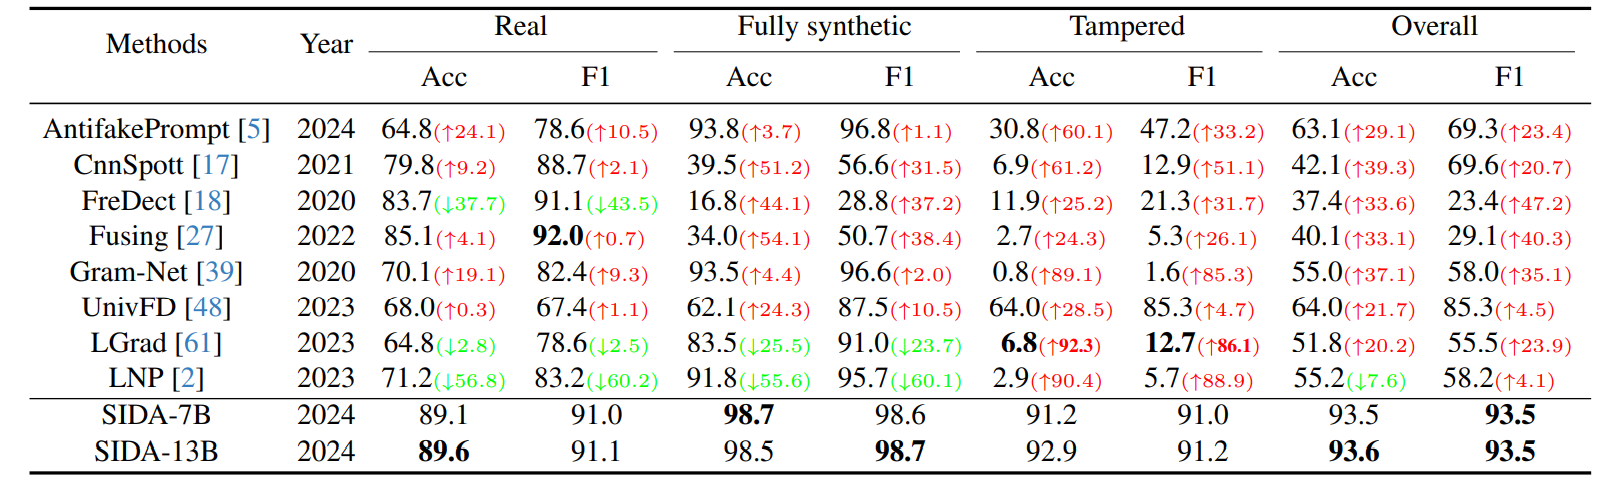 Methods Year Real Fully synthetic Tampered Overall
Acc F1 Acc F1 Acc F1 Acc F1
AntifakePrompt [5] 2024 64.8(↑24.1) 78.6(↑10.5) 93.8(↑3.7) 96.8(↑1.1) 30.8(↑60.1) 47.2(↑33.2) 63.1(↑29.1) 69.3(↑23.4)
CnnSpott [17] 2021 79.8(↑9.2) 88.7(↑2.1) 39.5(↑51.2) 56.6(↑31.5) 6.9(↑61.2) 12.9(↑51.1) 42.1(↑39.3) 69.6(↑20.7)
FreDect [18] 2020 83.7(↓37.7) 91.1(↓43.5) 16.8(↑44.1) 28.8(↑37.2) 11.9(↑25.2) 21.3(↑31.7) 37.4(↑33.6) 23.4(↑47.2)
Fusing [27] 2022 85.1(↑4.1) 92.0(↑0.7) 34.0(↑54.1) 50.7(↑38.4) 2.7(↑24.3) 5.3(↑26.1) 40.1(↑33.1) 29.1(↑40.3)
Gram-Net [39] 2020 70.1(↑19.1) 82.4(↑9.3) 93.5(↑4.4) 96.6(↑2.0) 0.8(↑89.1) 1.6(↑85.3) 55.0(↑37.1) 58.0(↑35.1)
UnivFD [48] 2023 68.0(↑0.3) 67.4(↑1.1) 62.1(↑24.3) 87.5(↑10.5) 64.0(↑28.5) 85.3(↑4.7) 64.0(↑21.7) 85.3(↑4.5)
LGrad [61] 2023 64.8(↓2.8) 78.6(↓2.5) 83.5(↓25.5) 91.0(↓23.7) 6.8(↑92.3) 12.7(↑86.1) 51.8(↑20.2) 55.5(↑23.9)
LNP [2] 2023 71.2(↓56.8) 83.2(↓60.2) 91.8(↓55.6) 95.7(↓60.1) 2.9(↑90.4) 5.7(↑88.9) 55.2(↓7.6) 58.2(↑4.1)
SIDA-7B 2024 89.1 91.0 98.7 98.6 91.2 91.0 93.5 93.5
SIDA-13B 2024 89.6 91.1 98.5 98.7 92.9 91.2 93.6 93.5